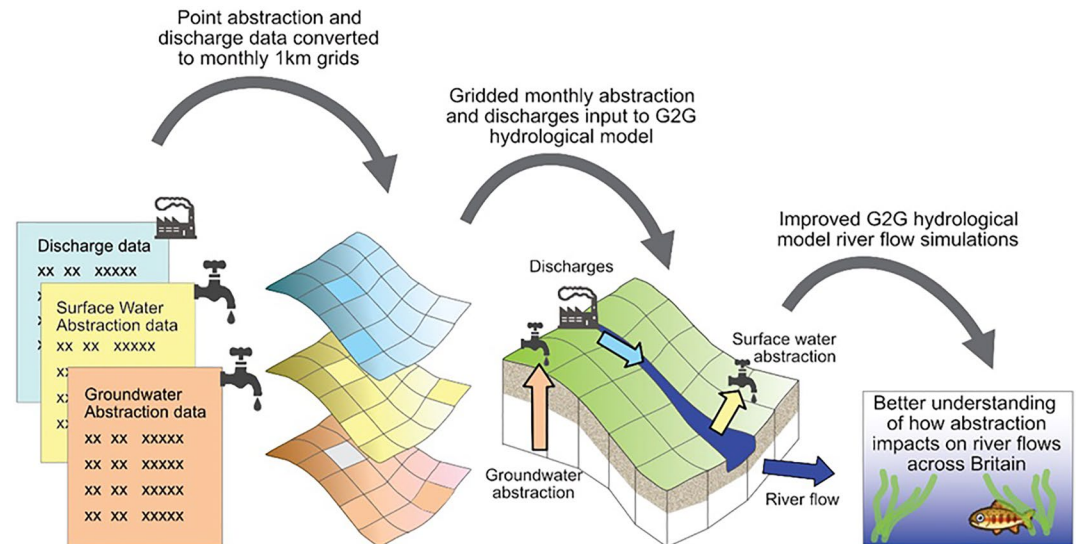 Point abstraction and
discharge data converted
to monthly 1km grids
Gridded monthly abstraction
and discharges input to G2G
hydrological model
Improved G2G hydrological
model river flow simulations
Discharge data
xx xx xxxxx
Surface Water
Abstraction data
xx xx xxxxx
Groundwater
Abstraction data
xx xx xxxxx
xx xx xxxxx
xx xx xxxxx
xx xx xxxxx
Discharges
Surface water
abstraction
Groundwater
abstraction
River flow
Better understanding
of how abstraction
impacts on river flows
across Britain